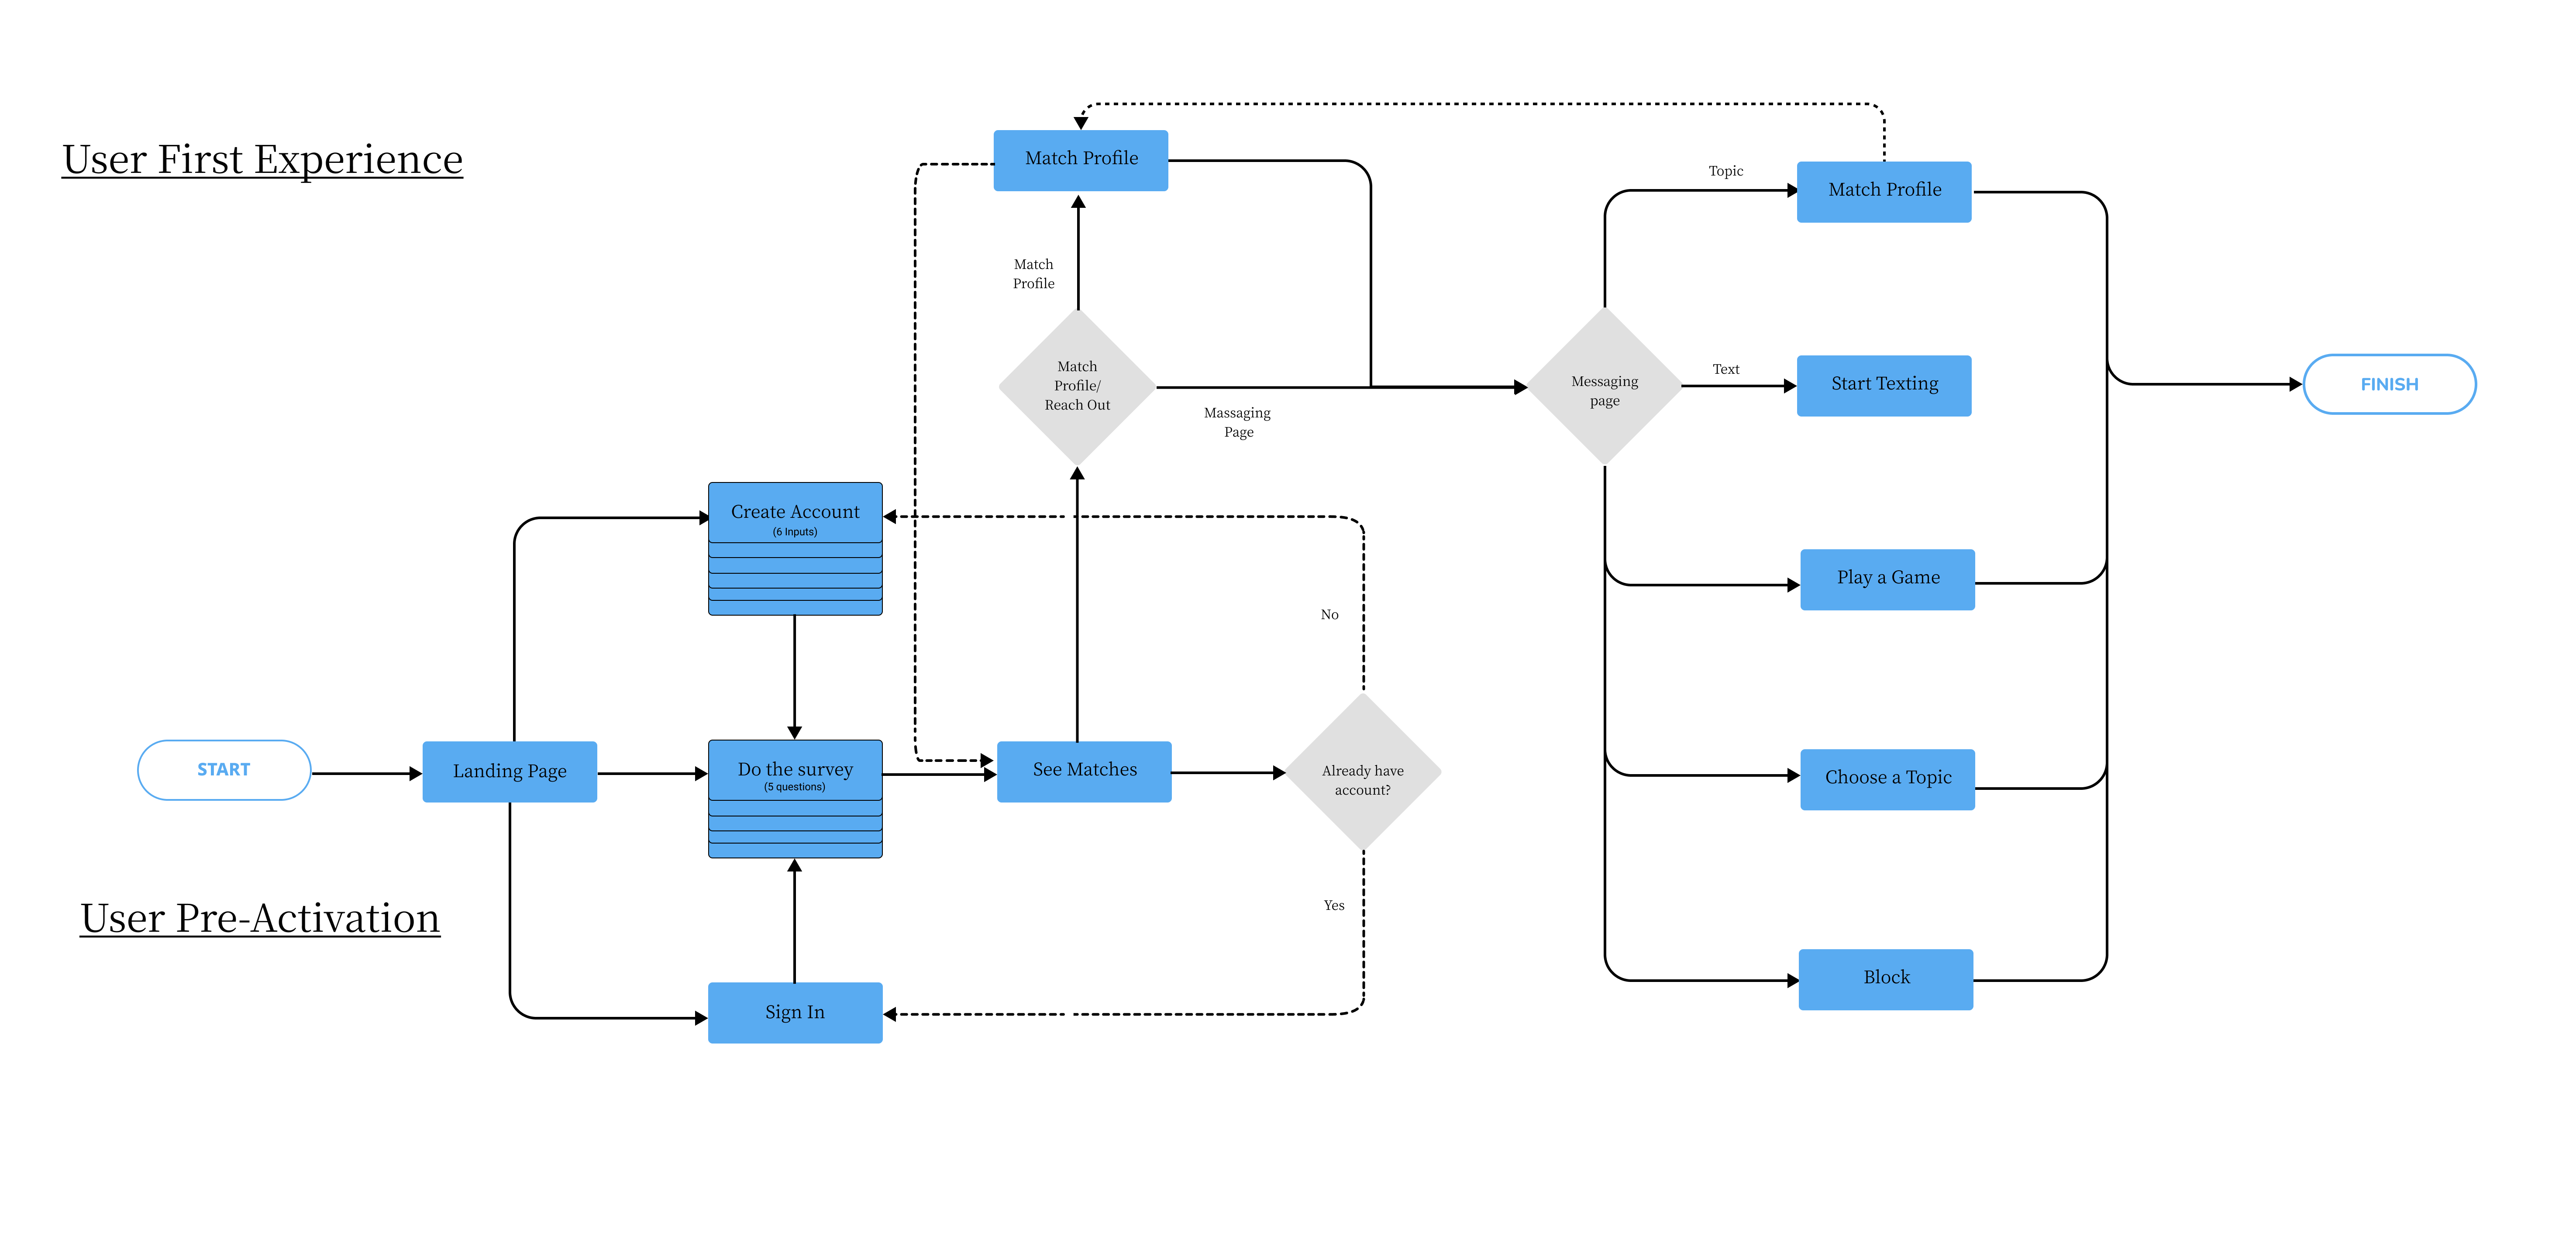 User First Experience
Match Profile
Topic
Match Profile
Match
Profile
Match
Profile/
Reach Out
Massaging
Page
Messaging
page
Text
Start Texting
FINISH
Create Account
(6 Inputs)
No
Play a Game
START
Landing Page
Do the survey
(5 questions)
See Matches
Already have
account?
Choose a Topic
User Pre-Activation
Yes
Sign In
Block